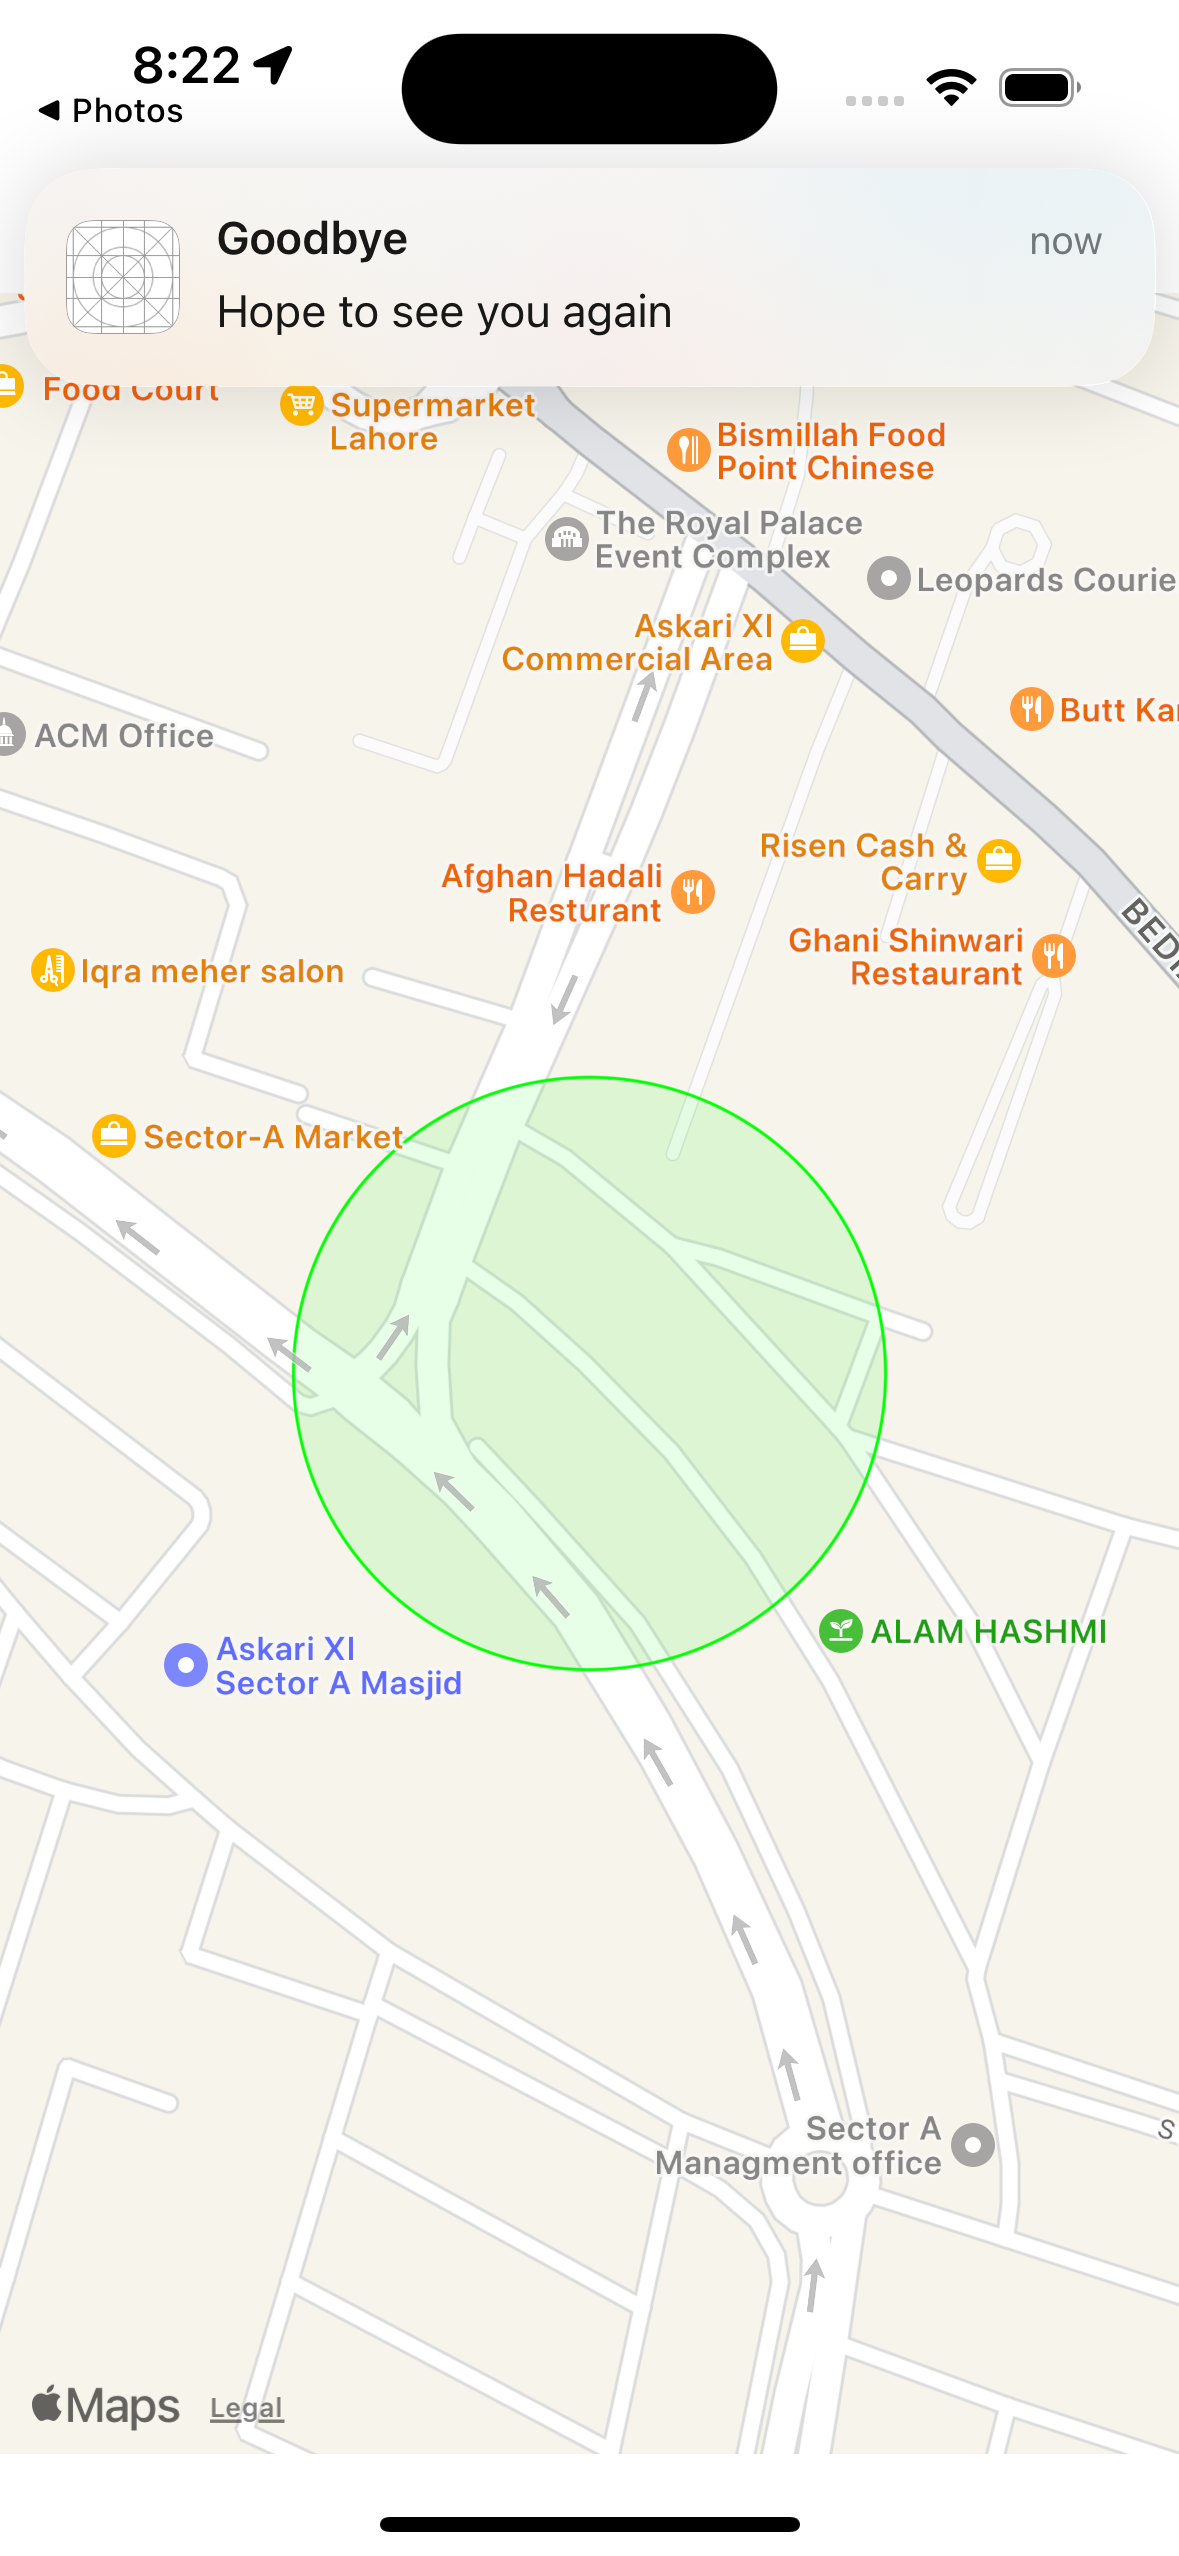 8:22
Photos
Goodbye
now
Hope to see you again
Food Court
Supermarket
Lahore
Bismillah Food
Point Chinese
The Royal Palace
Event Complex
Leopards Courie
Askari XI
Commercial Area
Butt Kar
ACM Office
Risen Cash &
Carry
Afghan Hadali
Resturant
BEDI
Ghani Shinwari
Restaurant
Iqra meher salon
Sector-A Market
ALAM HASHMI
Askari XI
Sector A Masjid
Sector A
Managment office
S
Maps
Legal